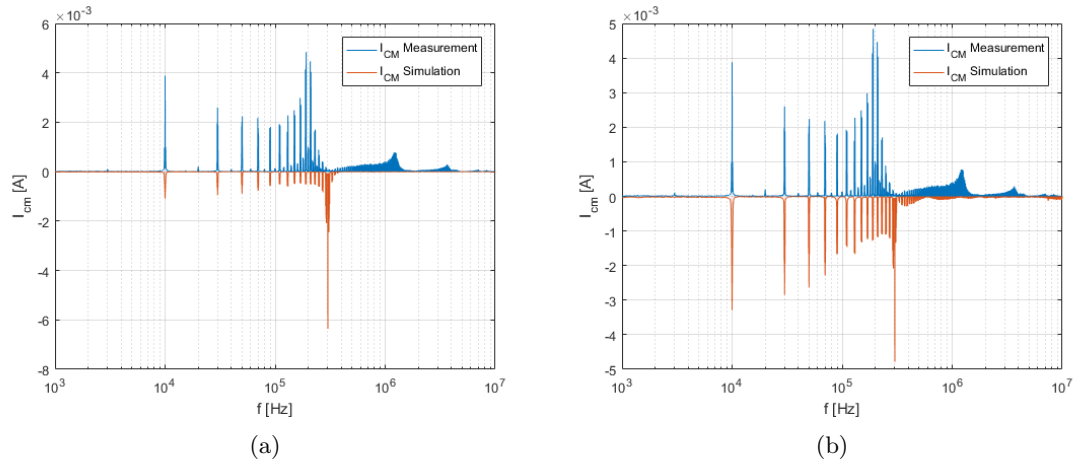 ×10⁻³
6
4
2
0
-2
-4
-6
-8
I_cm [A]
10³ 10⁴ 10⁵ 10⁶ 10⁷
f [Hz]
I_CM Measurement
I_CM Simulation
(a)
×10⁻³
5
4
3
2
1
0
-1
-2
-3
-4
-5
I_cm [A]
10³ 10⁴ 10⁵ 10⁶ 10⁷
f [Hz]
I_CM Measurement
I_CM Simulation
(b)